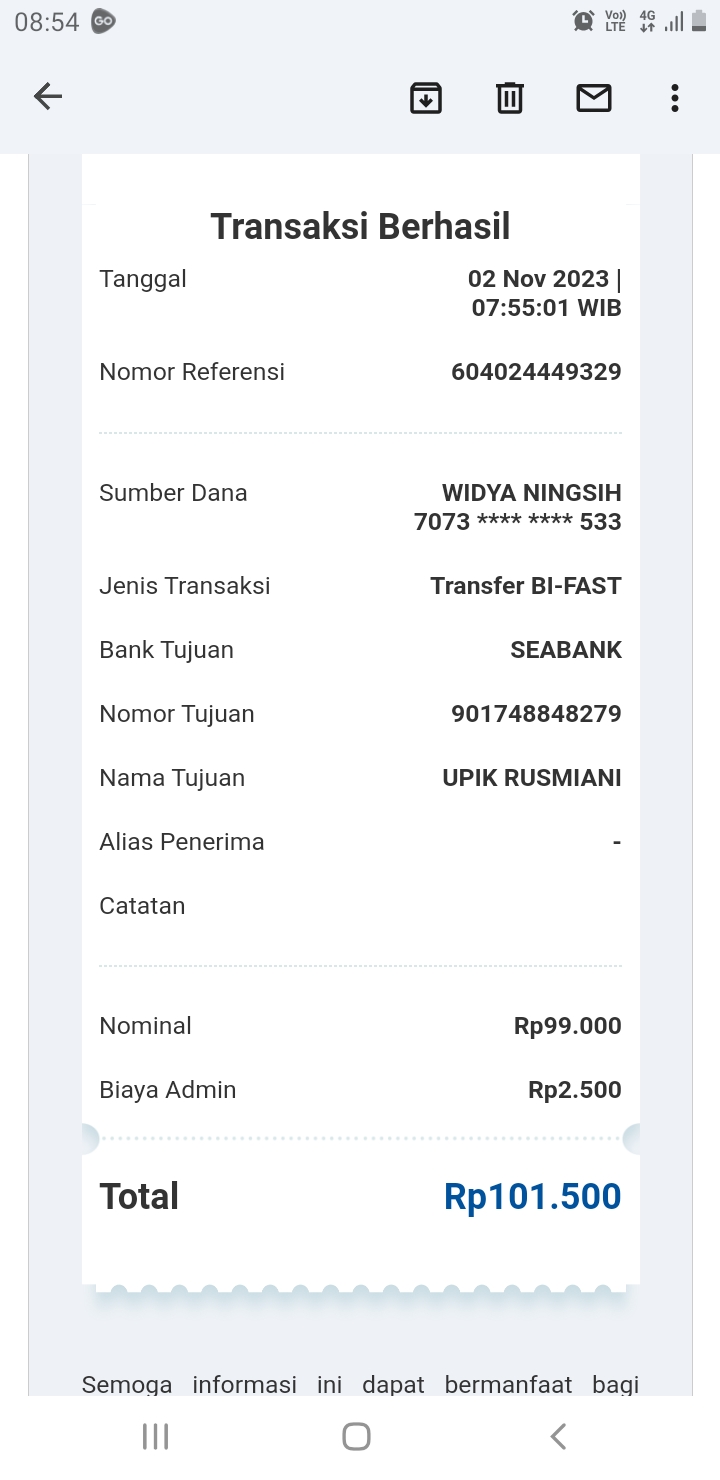 08:54 GO Vo)) LTE 4G
Transaksi Berhasil
Tanggal 02 Nov 2023 |
07:55:01 WIB
Nomor Referensi 604024449329
Sumber Dana WIDYA NINGSIH
7073 **** **** 533
Jenis Transaksi Transfer BI-FAST
Bank Tujuan SEABANK
Nomor Tujuan 901748848279
Nama Tujuan UPIK RUSMIANI
Alias Penerima -
Catatan
Nominal Rp99.000
Biaya Admin Rp2.500
Total Rp101.500
Semoga informasi ini dapat bermanfaat bagi